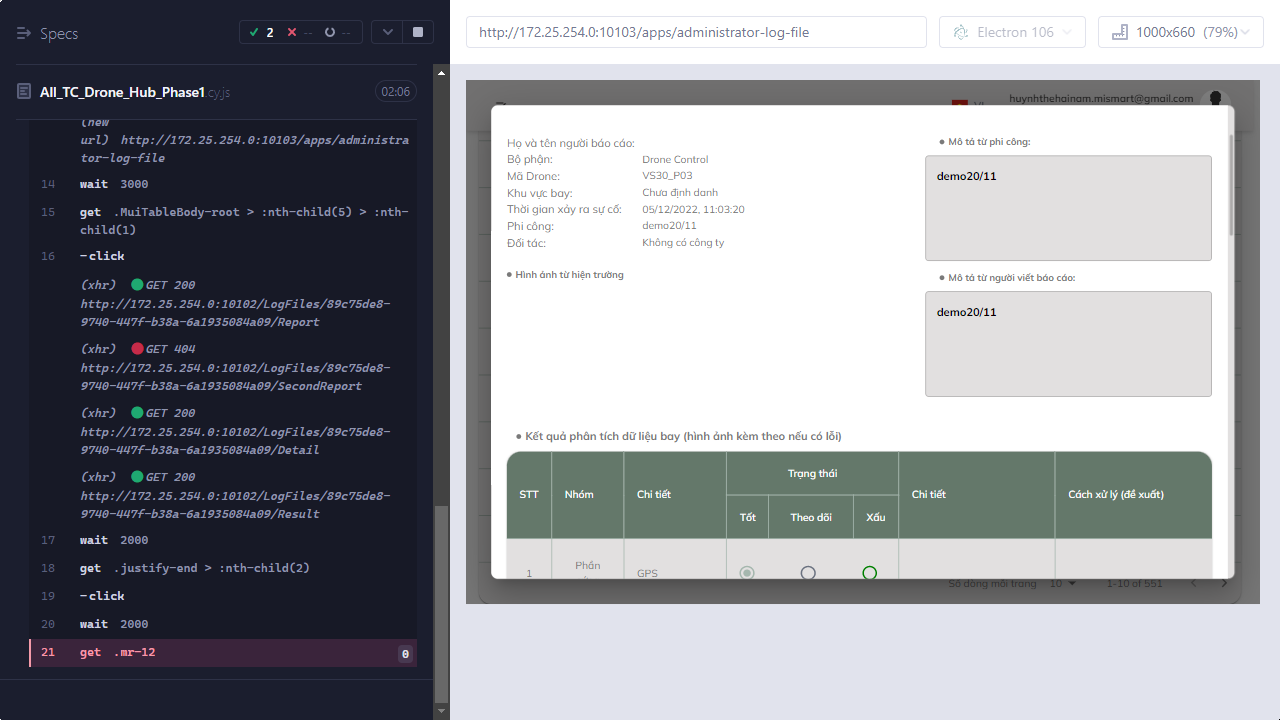 Specs
2
--
--
All_TC_Drone_Hub_Phase1.cy.js
02:06
(new
url) http://172.25.254.0:10103/apps/administra
tor-log-file
14 wait 3000
15 get .MuiTableBody-root > :nth-child(5) > :nth-
child(1)
16 -click
(xhr) GET 200
http://172.25.254.0:10102/LogFiles/89c75de8-
9740-447f-b38a-6a1935084a09/Report
(xhr) GET 404
http://172.25.254.0:10102/LogFiles/89c75de8-
9740-447f-b38a-6a1935084a09/SecondReport
(xhr) GET 200
http://172.25.254.0:10102/LogFiles/89c75de8-
9740-447f-b38a-6a1935084a09/Detail
(xhr) GET 200
http://172.25.254.0:10102/LogFiles/89c75de8-
9740-447f-b38a-6a1935084a09/Result
17 wait 2000
18 get .justify-end > :nth-child(2)
19 -click
20 wait 2000
21 get .mr-12 0
http://172.25.254.0:10103/apps/administrator-log-file
Electron 106
1000x660 (79%)
huynhthehainam.mismart@gmail.com
Họ và tên người báo cáo:
Bộ phận: Drone Control
Mã Drone: VS30_P03
Khu vực bay: Chưa định danh
Thời gian xảy ra sự cố: 05/12/2022, 11:03:20
Phi công: demo20/11
Đối tác: Không có công ty
• Hình ảnh từ hiện trường
• Mô tả từ phi công:
demo20/11
• Mô tả từ người viết báo cáo:
demo20/11
• Kết quả phân tích dữ liệu bay (hình ảnh kèm theo nếu có lỗi)
STT Nhóm Chi tiết Trạng thái Chi tiết Cách xử lý (đề xuất)
Tốt Theo dõi Xấu
1 Phần GPS
Số dòng mỗi trang 10 1-10 of 551